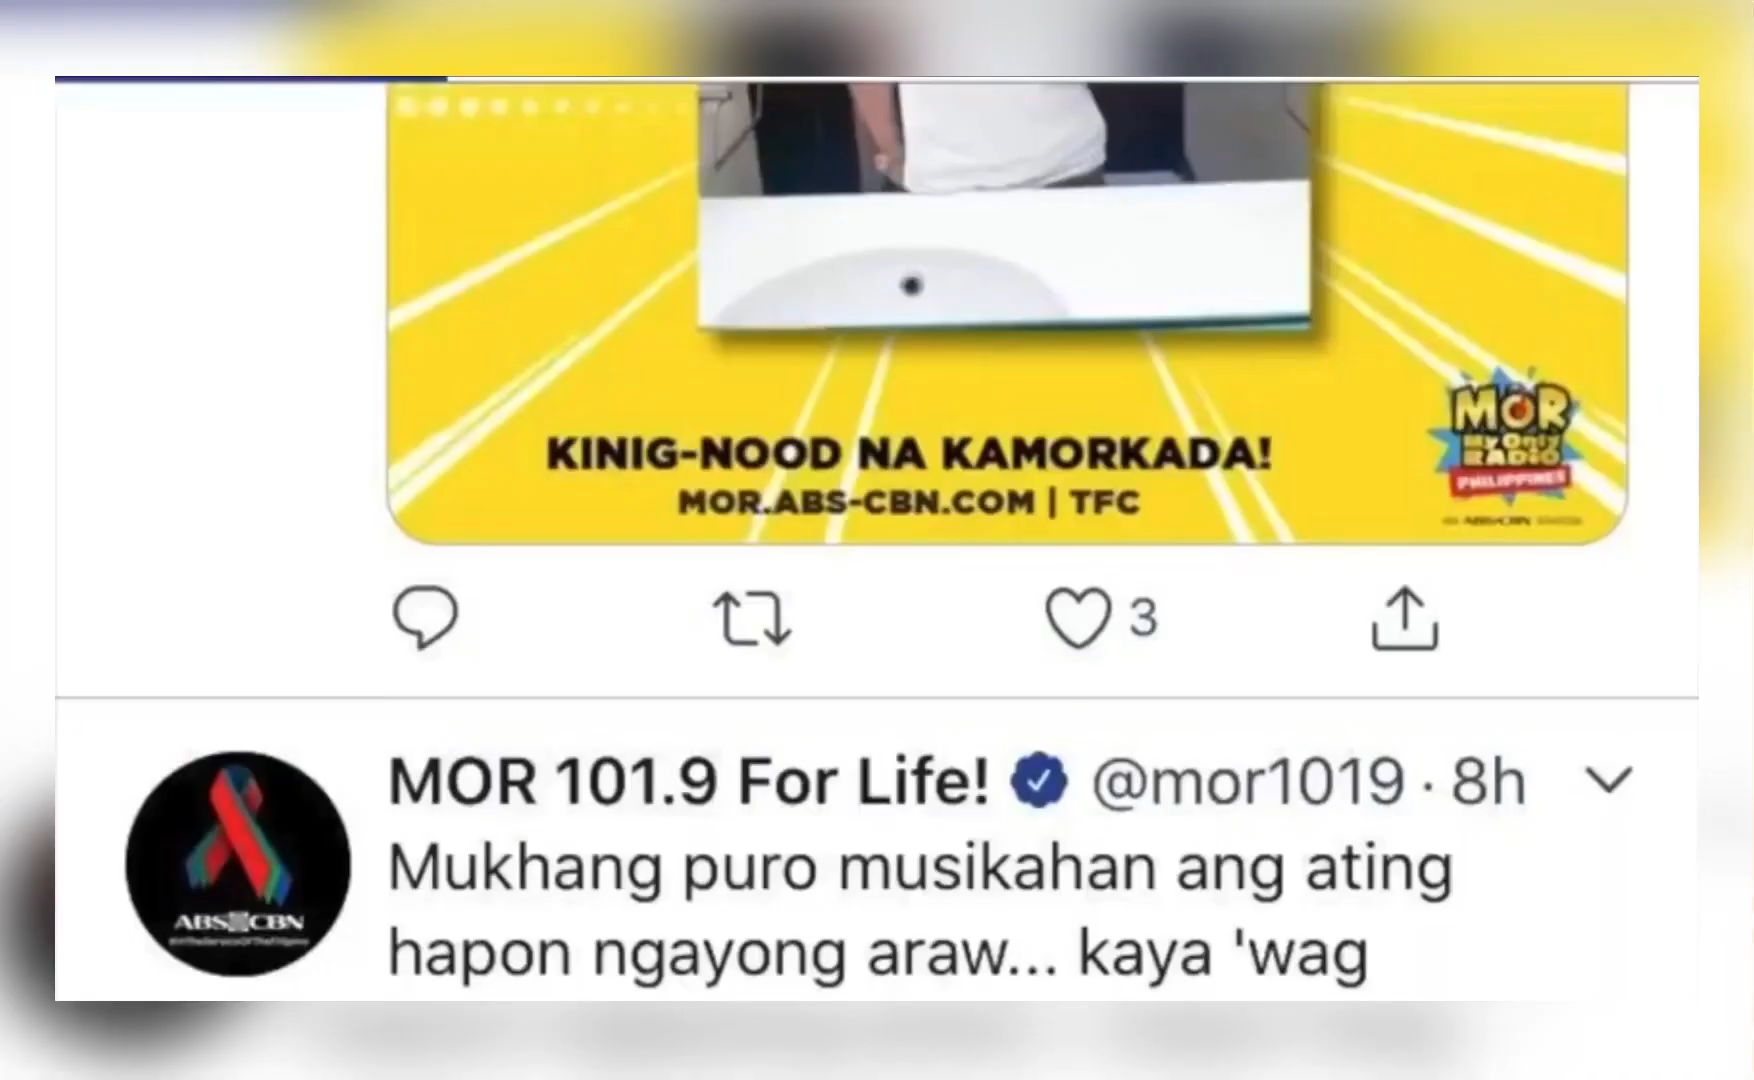 KINIG-NOOD NA KAMORKADA!
MOR.ABS-CBN.COM | TFC
MOR
My Only
RADIO
PHILIPPINES
3
MOR 101.9 For Life! @mor1019 · 8h
Mukhang puro musikahan ang ating
hapon ngayong araw... kaya 'wag
ABS CBN